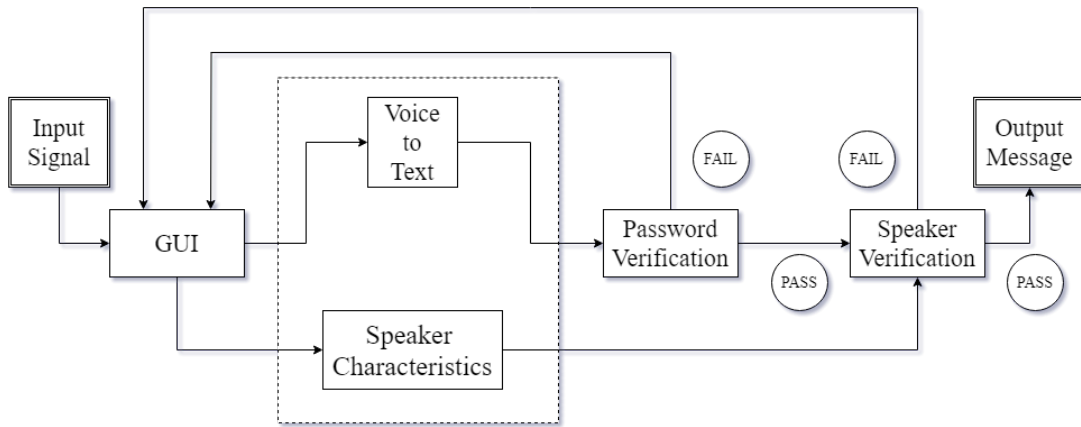 Input
Signal
GUI
Voice
to
Text
Speaker
Characteristics
Password
Verification
FAIL
PASS
Speaker
Verification
FAIL
PASS
Output
Message